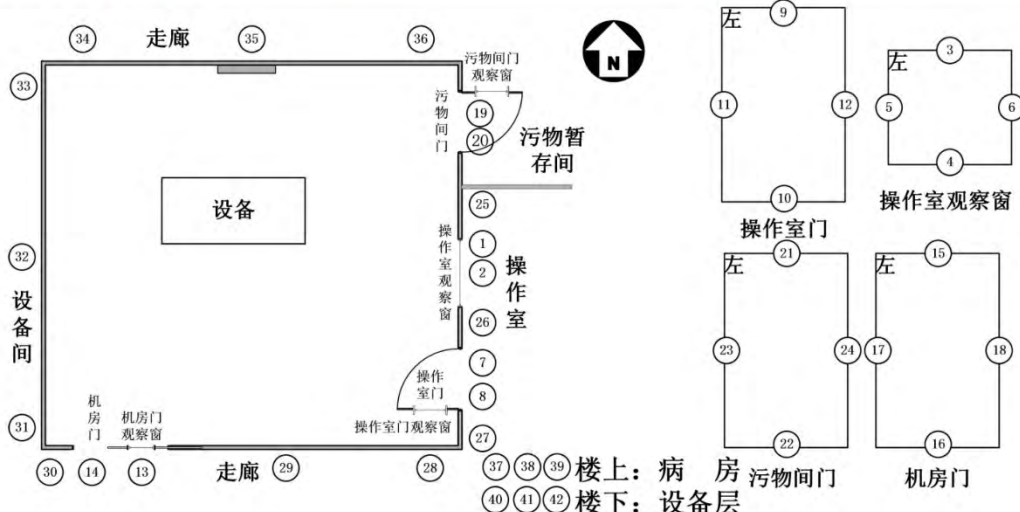 34
走廊
35
36
污物间门
观察窗
N
33
污物间门
19
20
污物暂
存间
设备
25
1
2
操作室观察窗
操作室
26
32
设备间
7
操作
室门
8
操作室门观察窗
31
机房门
机房门
观察窗
27
30
14
13
走廊
29
28
37 38 39 楼上：病 房
40 41 42 楼下：设备层
9
左
11
12
10
操作室门
3
左
5
6
4
操作室观察窗
21
左
23
24
22
污物间门
15
左
17
18
16
机房门